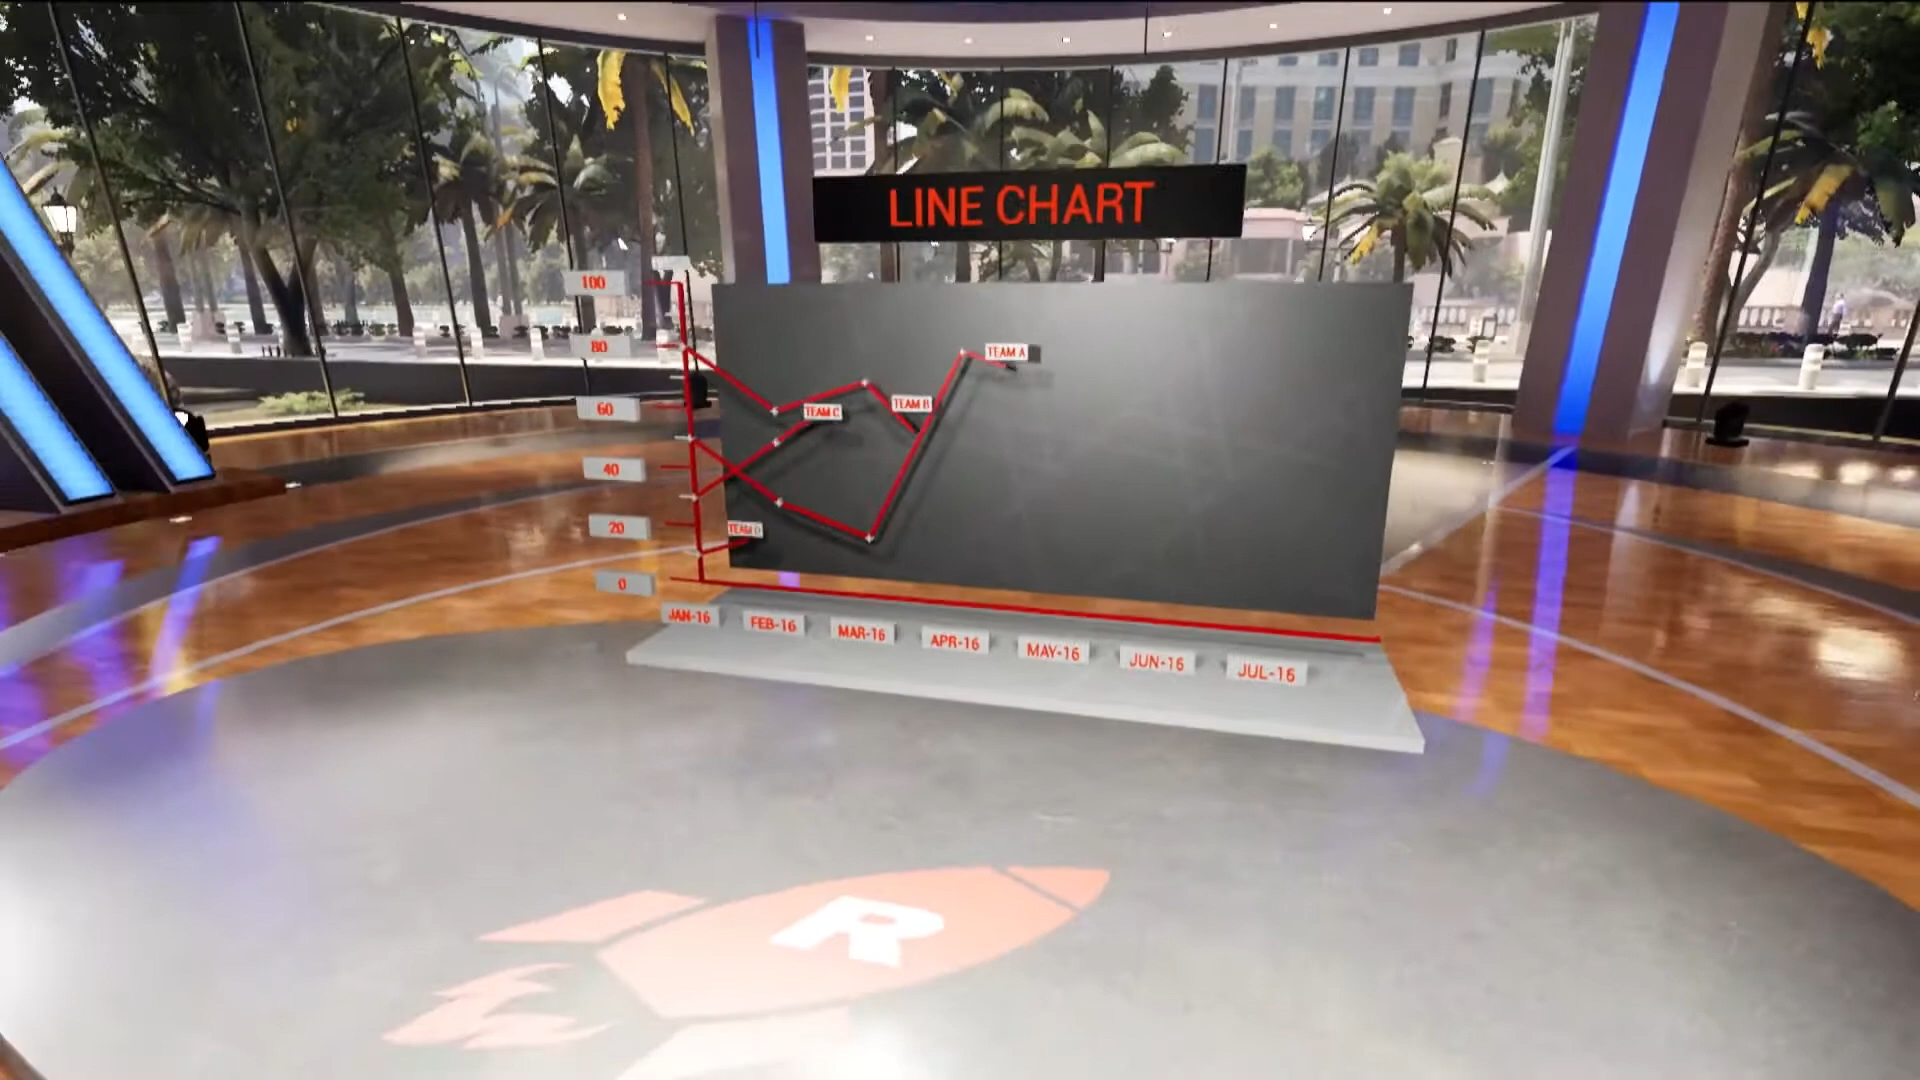 LINE CHART
100
80
60
40
20
0
TEAM A
TEAM B
TEAM C
TEAM D
JAN-16
FEB-16
MAR-16
APR-16
MAY-16
JUN-16
JUL-16
R